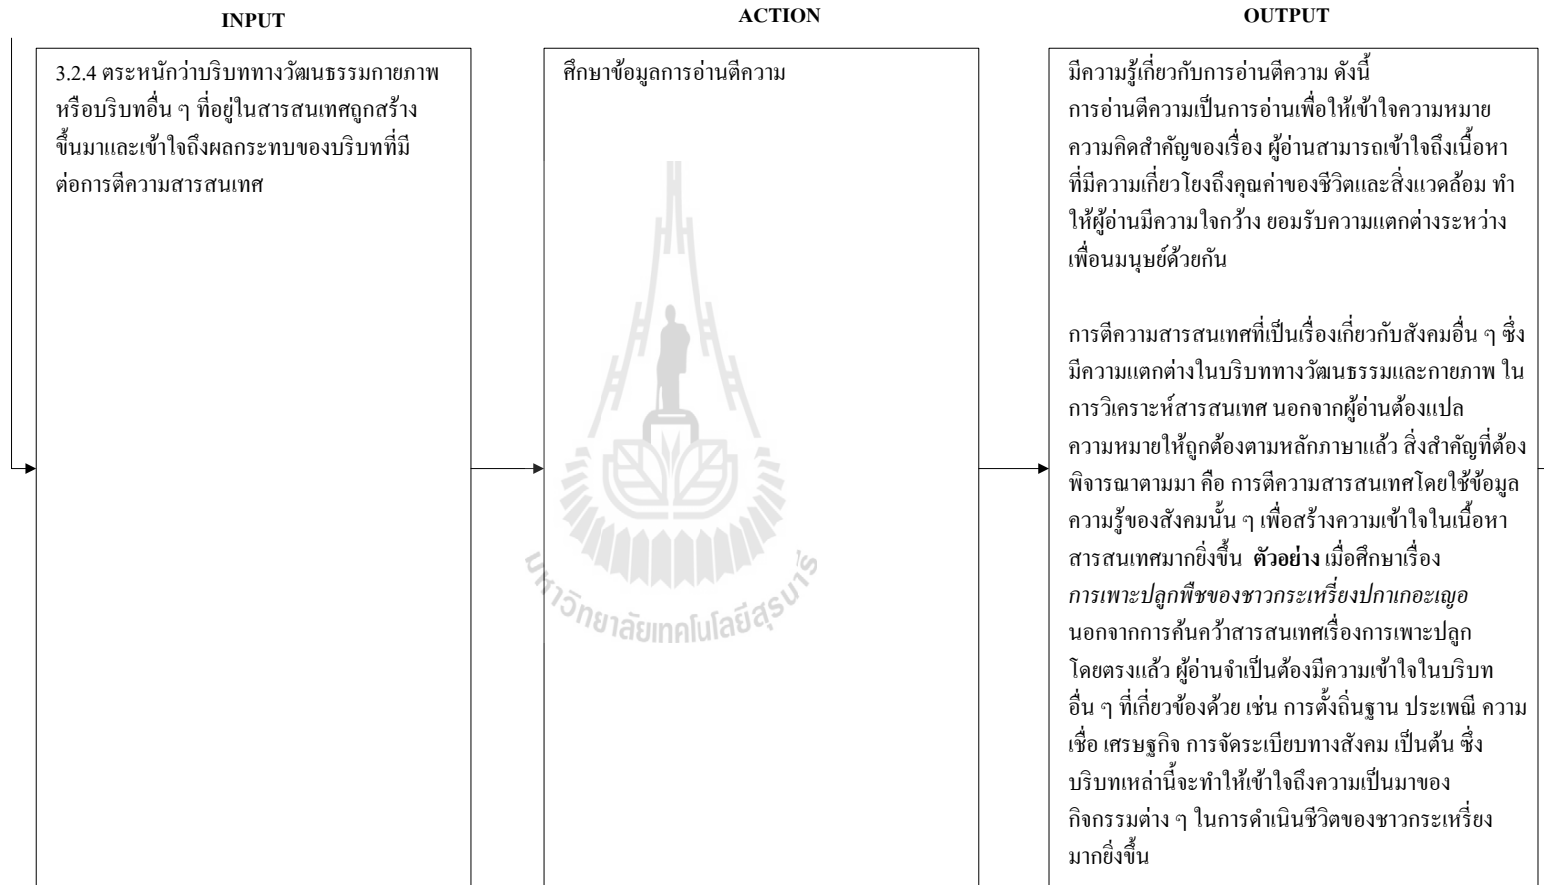 INPUT
ACTION
OUTPUT
3.2.4 ตระหนักว่าบริบททางวัฒนธรรมกายภาพ
หรือบริบทอื่น ๆ ที่อยู่ในสารสนเทศถูกสร้าง
ขึ้นมาและเข้าใจถึงผลกระทบของบริบทที่มี
ต่อการตีความสารสนเทศ
ศึกษาข้อมูลการอ่านตีความ
มีความรู้เกี่ยวกับการอ่านตีความ ดังนี้
การอ่านตีความเป็นการอ่านเพื่อให้เข้าใจความหมาย
ความคิดสำคัญของเรื่อง ผู้อ่านสามารถเข้าใจถึงเนื้อหา
ที่มีความเกี่ยวโยงถึงคุณค่าของชีวิตและสิ่งแวดล้อม ทำ
ให้ผู้อ่านมีความใจกว้าง ยอมรับความแตกต่างระหว่าง
เพื่อนมนุษย์ด้วยกัน
การตีความสารสนเทศที่เป็นเรื่องเกี่ยวกับสังคมอื่น ๆ ซึ่ง
มีความแตกต่างในบริบททางวัฒนธรรมและกายภาพ ใน
การวิเคราะห์สารสนเทศ นอกจากผู้อ่านต้องแปล
ความหมายให้ถูกต้องตามหลักภาษาแล้ว สิ่งสำคัญที่ต้อง
พิจารณาตามมา คือ การตีความสารสนเทศโดยใช้ข้อมูล
ความรู้ของสังคมนั้น ๆ เพื่อสร้างความเข้าใจในเนื้อหา
สารสนเทศมากยิ่งขึ้น ตัวอย่าง เมื่อศึกษาเรื่อง
การเพาะปลูกพืชของชาวกระเหรี่ยงปกาเกอะเญอ
นอกจากการค้นคว้าสารสนเทศเรื่องการเพาะปลูก
โดยตรงแล้ว ผู้อ่านจำเป็นต้องมีความเข้าใจในบริบท
อื่น ๆ ที่เกี่ยวข้องด้วย เช่น การตั้งถิ่นฐาน ประเพณี ความ
เชื่อ เศรษฐกิจ การจัดระเบียบทางสังคม เป็นต้น ซึ่ง
บริบทเหล่านี้จะทำให้เข้าใจถึงความเป็นมาของ
กิจกรรมต่าง ๆ ในการดำเนินชีวิตของชาวกระเหรี่ยง
มากยิ่งขึ้น
มหาวิทยาลัยเทคโนโลยีสุรนารี